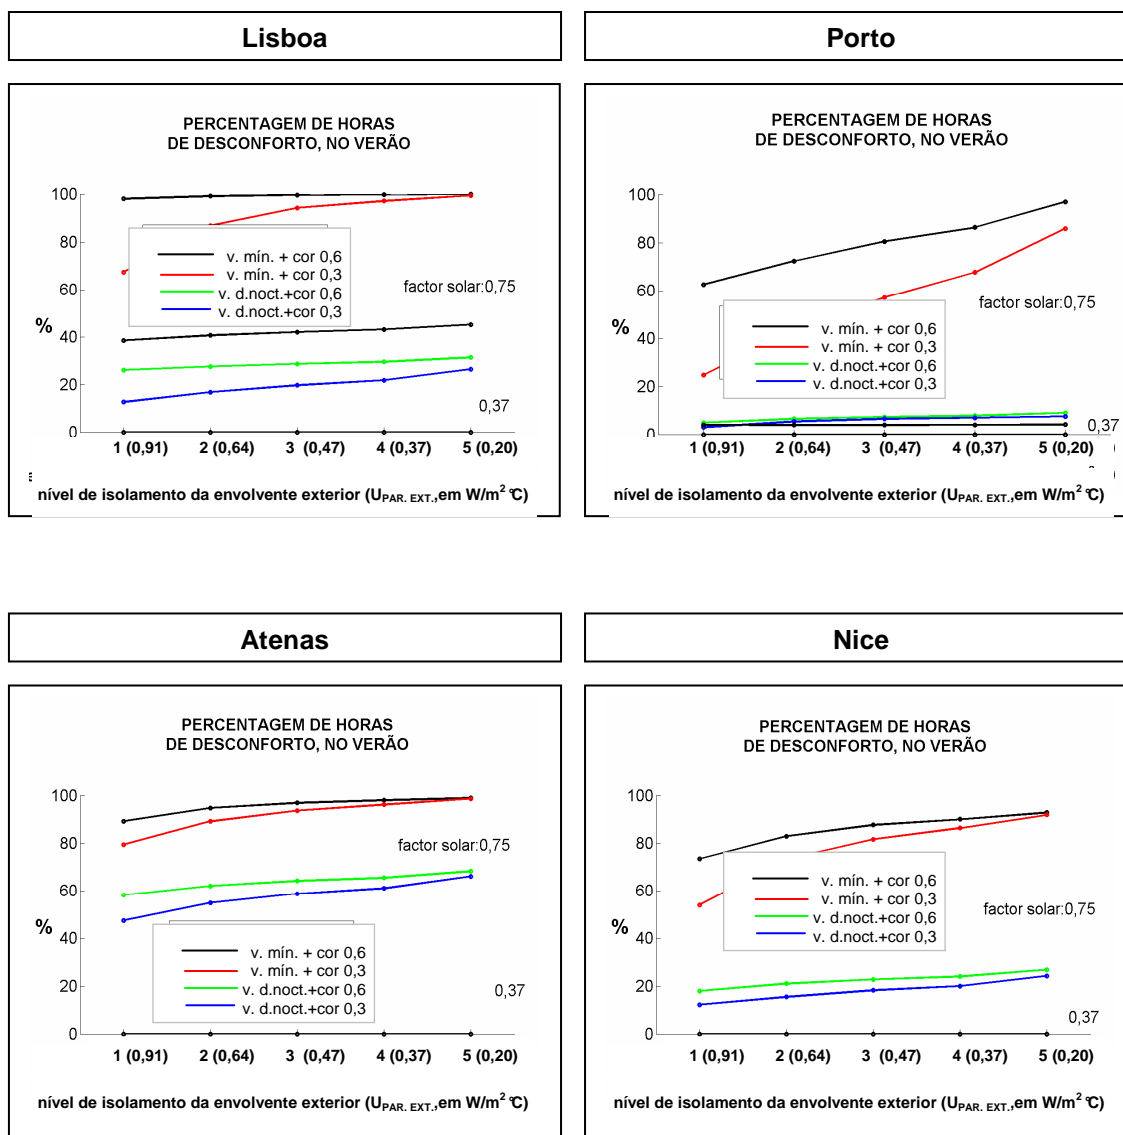 Lisboa
PERCENTAGEM DE HORAS
DE DESCONFORTO, NO VERÃO
100
80
60
%
40
20
0
v. mín. + cor 0,6
v. mín. + cor 0,3
v. d.noct.+cor 0,6
v. d.noct.+cor 0,3
factor solar:0,75
0,37
1 (0,91) 2 (0,64) 3 (0,47) 4 (0,37) 5 (0,20)
nível de isolamento da envolvente exterior (U PAR. EXT.,em W/m² ºC)
Porto
PERCENTAGEM DE HORAS
DE DESCONFORTO, NO VERÃO
100
80
60
%
40
20
0
v. mín. + cor 0,6
v. mín. + cor 0,3
v. d.noct.+cor 0,6
v. d.noct.+cor 0,3
factor solar:0,75
0,37
1 (0,91) 2 (0,64) 3 (0,47) 4 (0,37) 5 (0,20)
nível de isolamento da envolvente exterior (U PAR. EXT.,em W/m² ºC)
Atenas
PERCENTAGEM DE HORAS
DE DESCONFORTO, NO VERÃO
100
80
60
%
40
20
0
factor solar:0,75
v. mín. + cor 0,6
v. mín. + cor 0,3
v. d.noct.+cor 0,6
v. d.noct.+cor 0,3
0,37
1 (0,91) 2 (0,64) 3 (0,47) 4 (0,37) 5 (0,20)
nível de isolamento da envolvente exterior (U PAR. EXT.,em W/m² ºC)
Nice
PERCENTAGEM DE HORAS
DE DESCONFORTO, NO VERÃO
100
80
60
%
40
20
0
v. mín. + cor 0,6
v. mín. + cor 0,3
v. d.noct.+cor 0,6
v. d.noct.+cor 0,3
factor solar:0,75
0,37
1 (0,91) 2 (0,64) 3 (0,47) 4 (0,37) 5 (0,20)
nível de isolamento da envolvente exterior (U PAR. EXT.,em W/m² ºC)